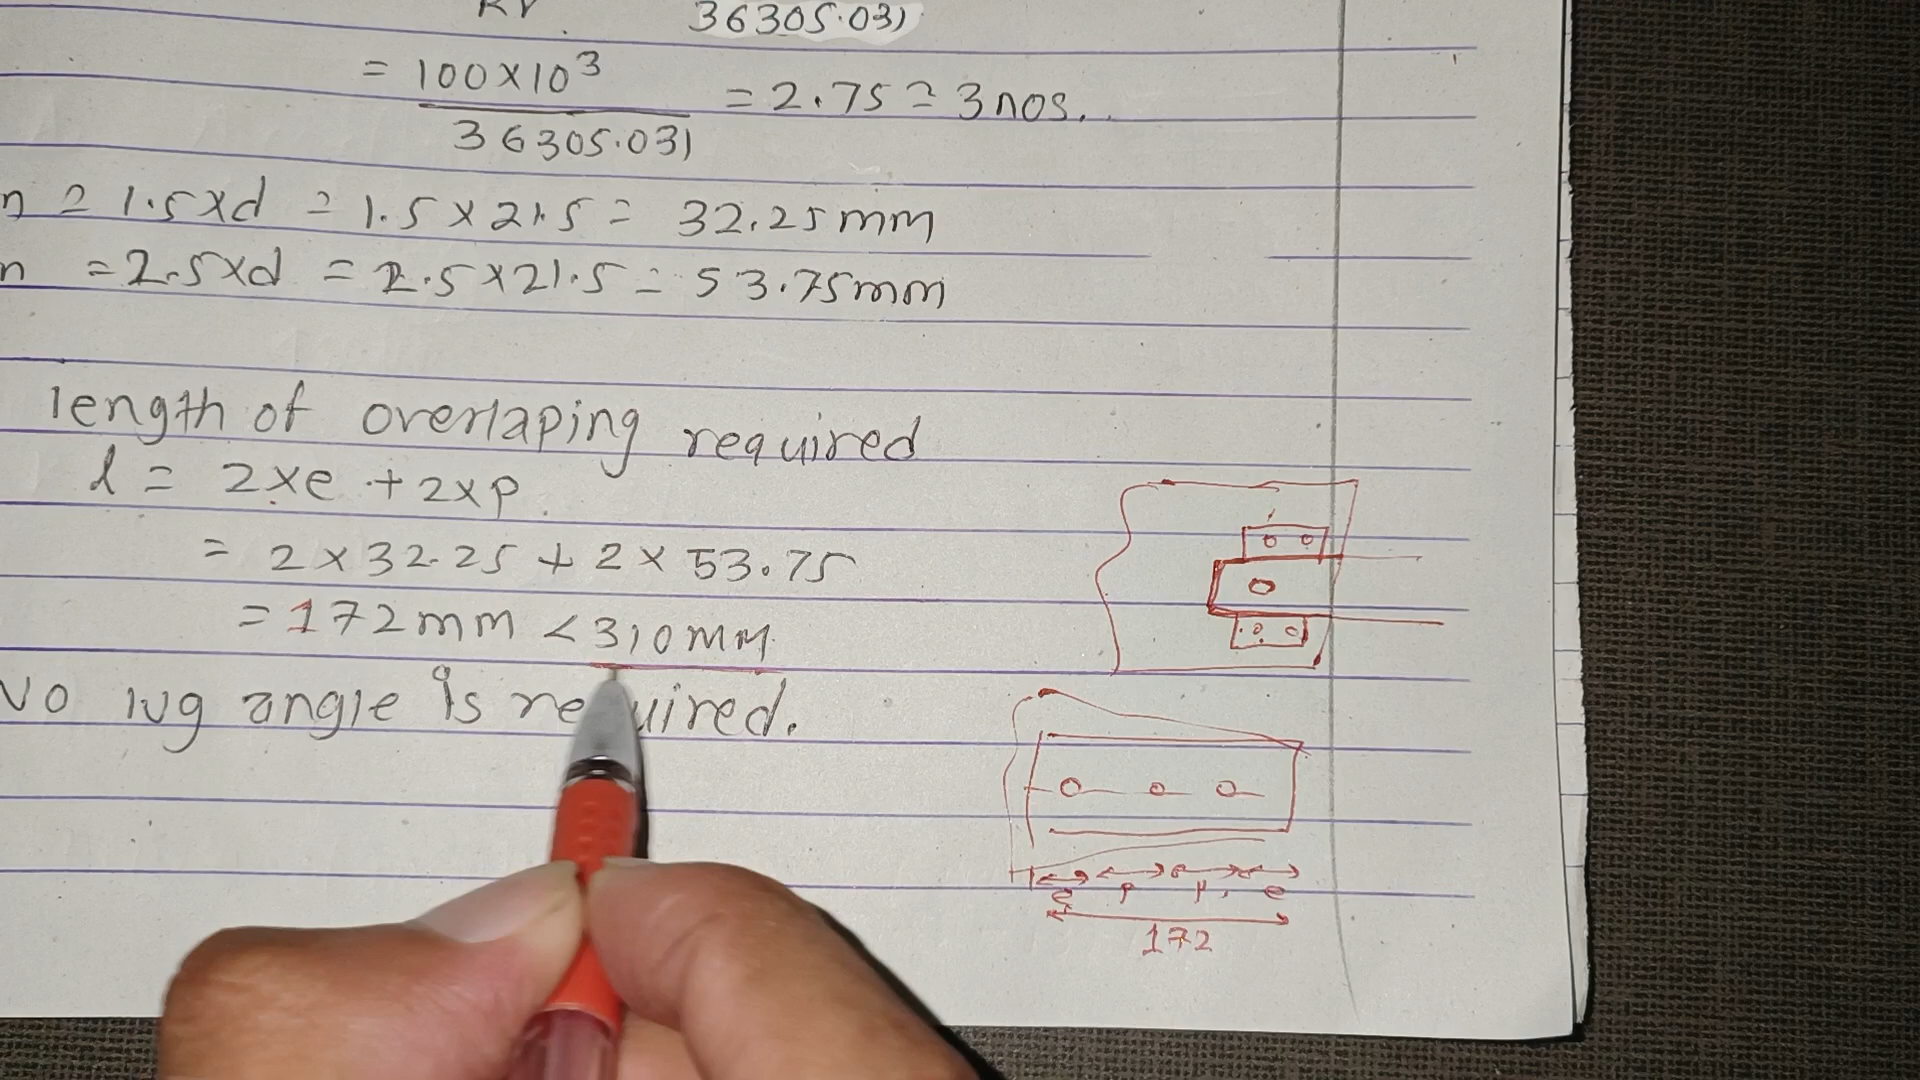 36305.031
= 100×10³ / 36305.031 = 2.75 ≃ 3nos.
= 1.5×d = 1.5×21.5 = 32.25mm
= 2.5×d = 2.5×21.5 = 53.75mm
length of overlaping required
l = 2×e + 2×p
= 2×32.25 + 2×53.75
= 172mm < 310mm
No lug angle is required.
e p p e
172